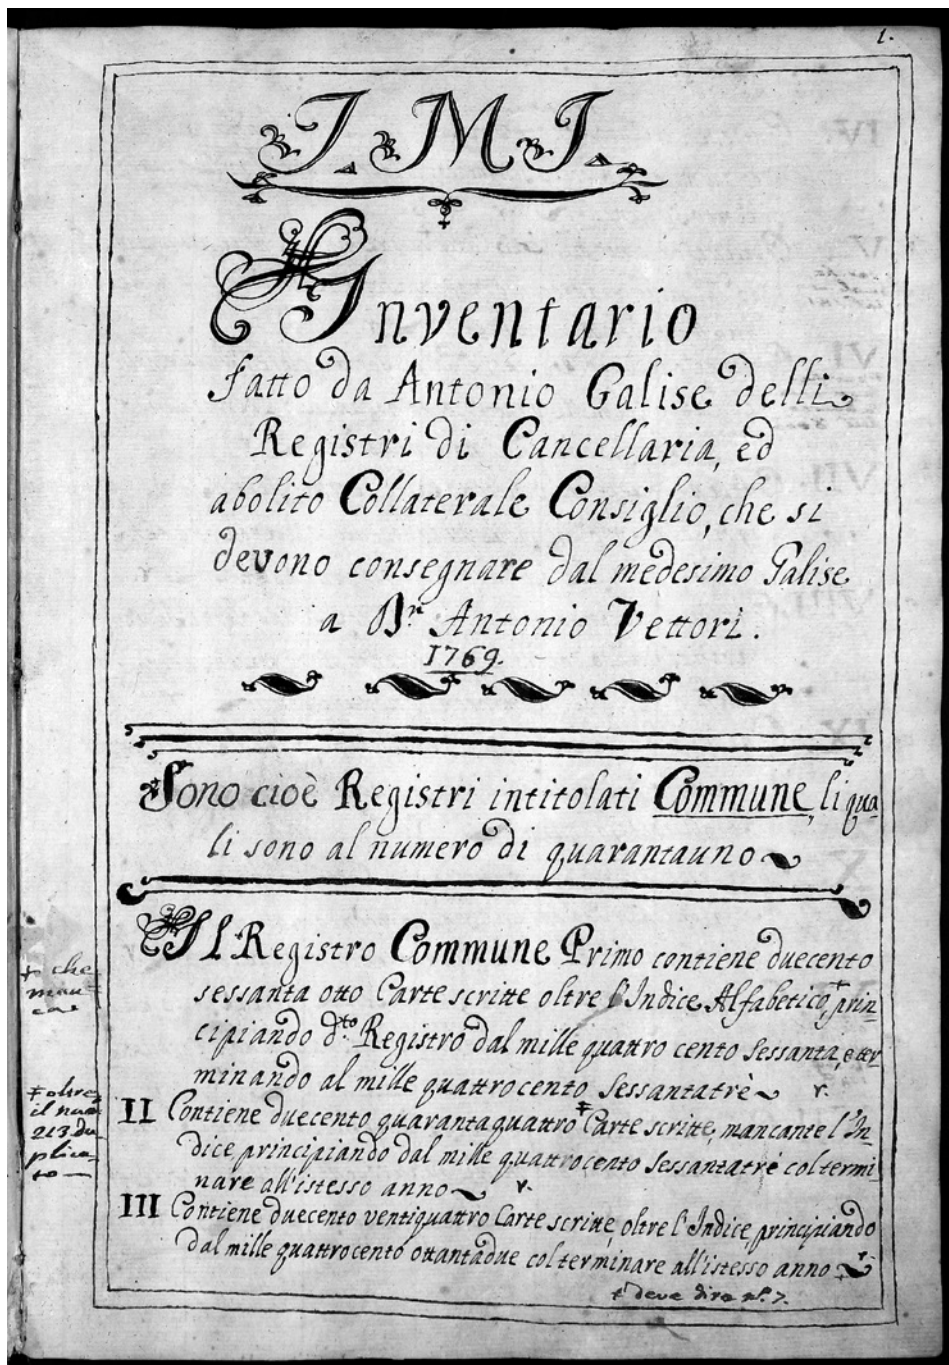 1.
J. M. J.
Inventario
fatto da Antonio Galise delli
Registri di Cancellaria, ed
abolito Collaterale Consiglio, che si
devono consegnare dal medesimo Galise
a Dn. Antonio Vettori.
1769.
Sono cioè Registri intitolati Commune, li qua
li sono al numero di quarantauno
Il Registro Commune Primo contiene duecento
sessanta otto Carte scritte oltre l'Indice Alfabetico, + prin=
cipiando d.to Registro dal mille quattro cento sessanta, e ter
minando al mille quattrocento sessantatrè v.
+ che
manca
II Contiene duecento quarantaquattro ‡ Carte scritte, mancante l'In=
dice, principiando dal mille quattrocento sessantatrè col termi
nare all'istesso anno v.
‡ oltre
il nu
213 du
plica=
to —
III Contiene duecento ventiquattro Carte scritte, oltre l'Indice, principiando
dal mille quattrocento ottantadue col terminare all'istesso anno v.
+ deve dire